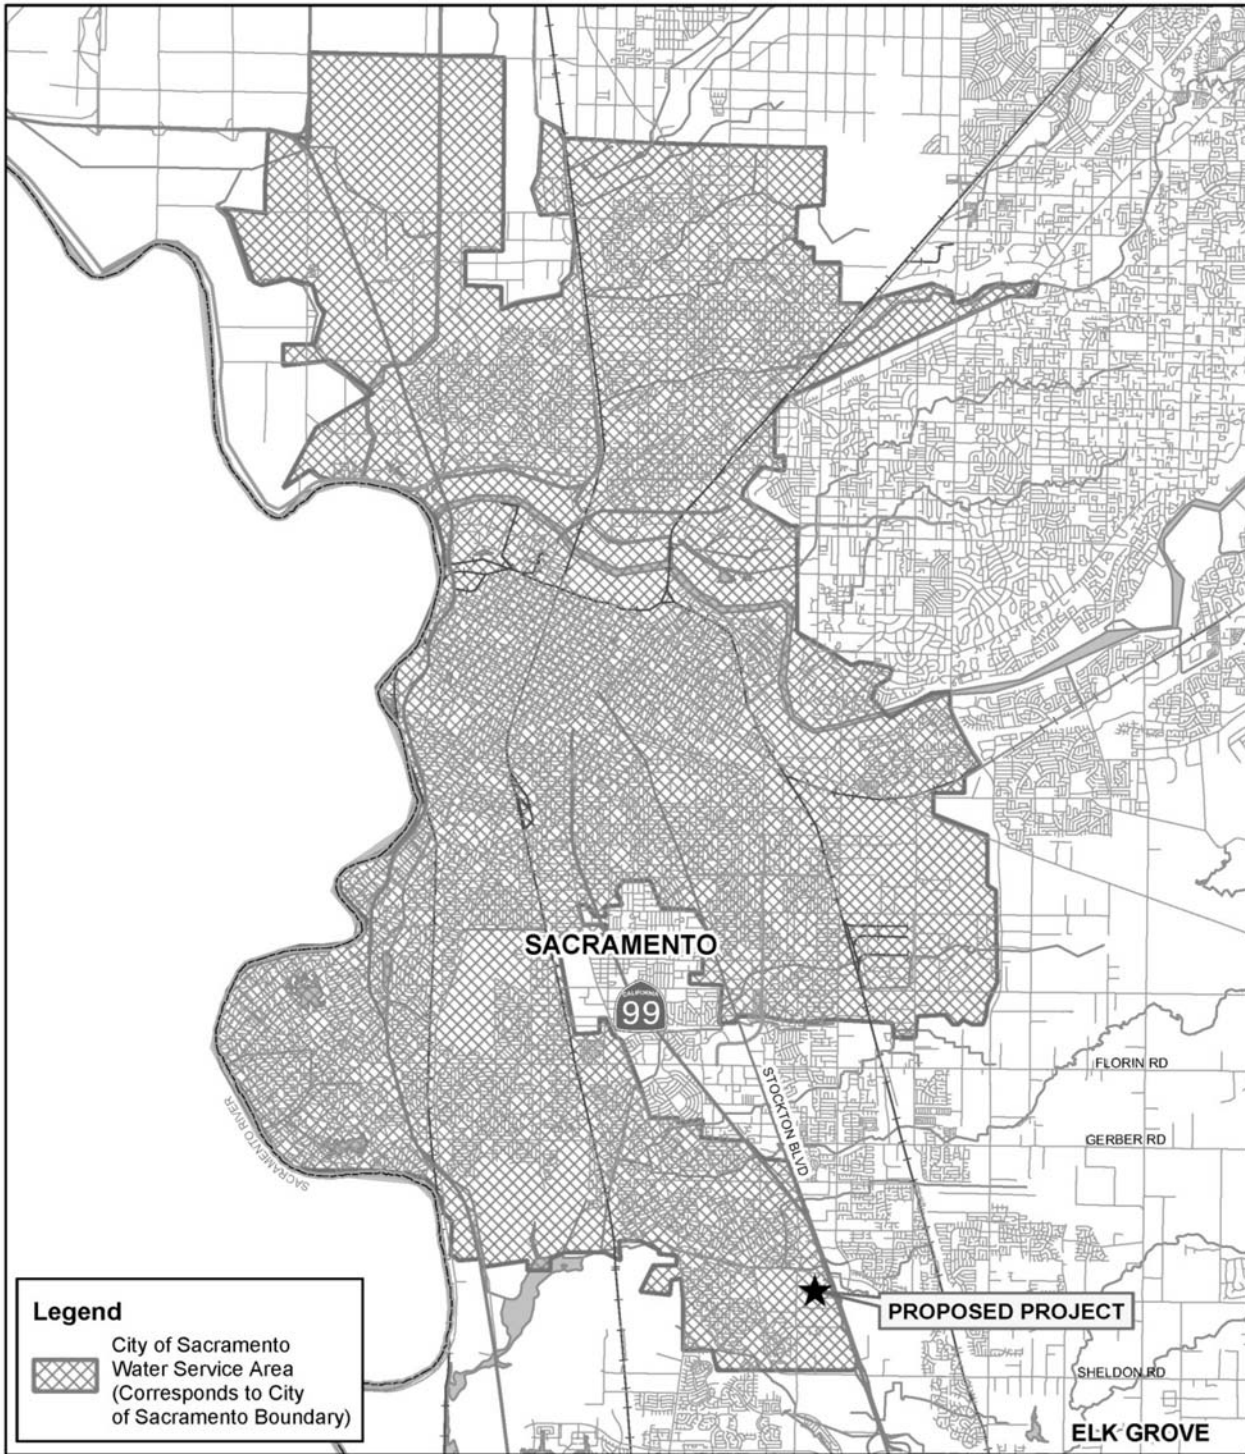 SACRAMENTO
CALIFORNIA
99
FLORIN RD
STOCKTON BLVD
GERBER RD
SACRAMENTO RIVER
PROPOSED PROJECT
SHELDON RD
ELK GROVE
Legend
City of Sacramento
Water Service Area
(Corresponds to City
of Sacramento Boundary)